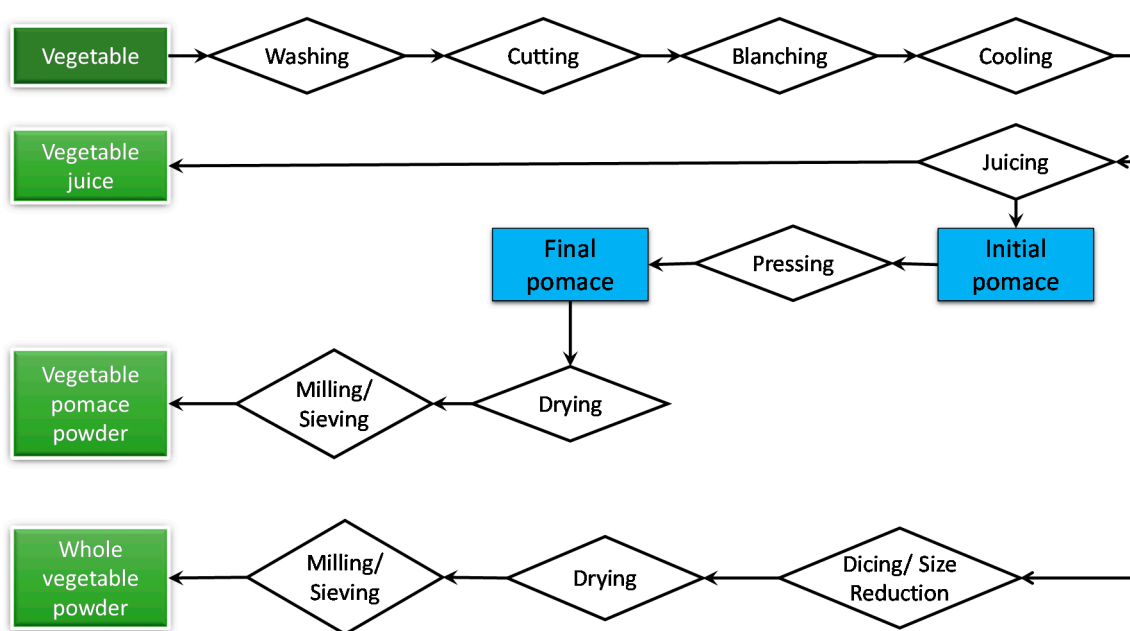 Vegetable
Washing
Cutting
Blanching
Cooling
Vegetable
juice
Juicing
Final
pomace
Pressing
Initial
pomace
Vegetable
pomace
powder
Milling/
Sieving
Drying
Whole
vegetable
powder
Milling/
Sieving
Drying
Dicing/ Size
Reduction